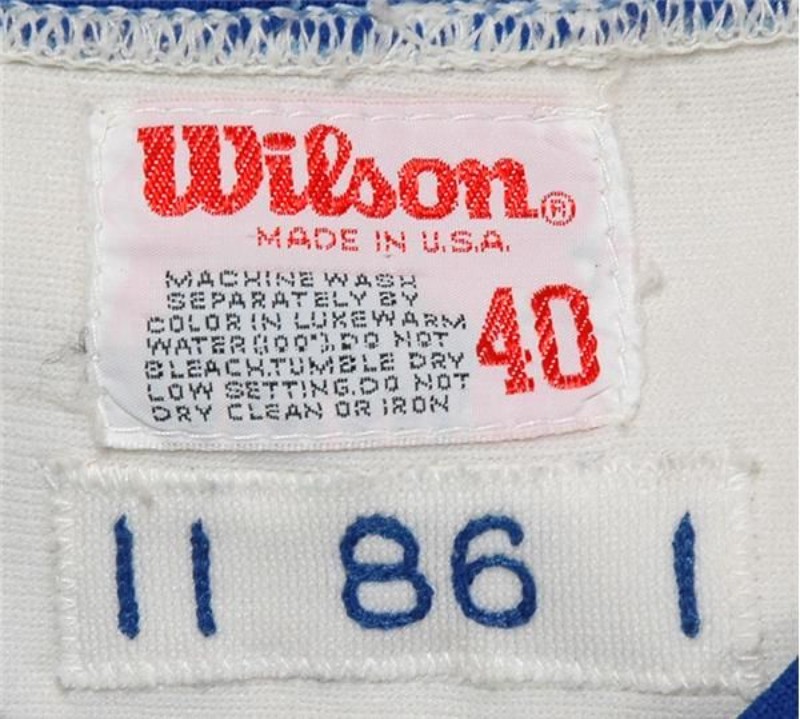 Wilson®
MADE IN U.S.A.
MACHINE WASH
SEPARATELY BY
COLOR IN LUKEWARM
WATER(100°).DO NOT
BLEACH.TUMBLE DRY
LOW SETTING.DO NOT
DRY CLEAN OR IRON
40
11 86 1